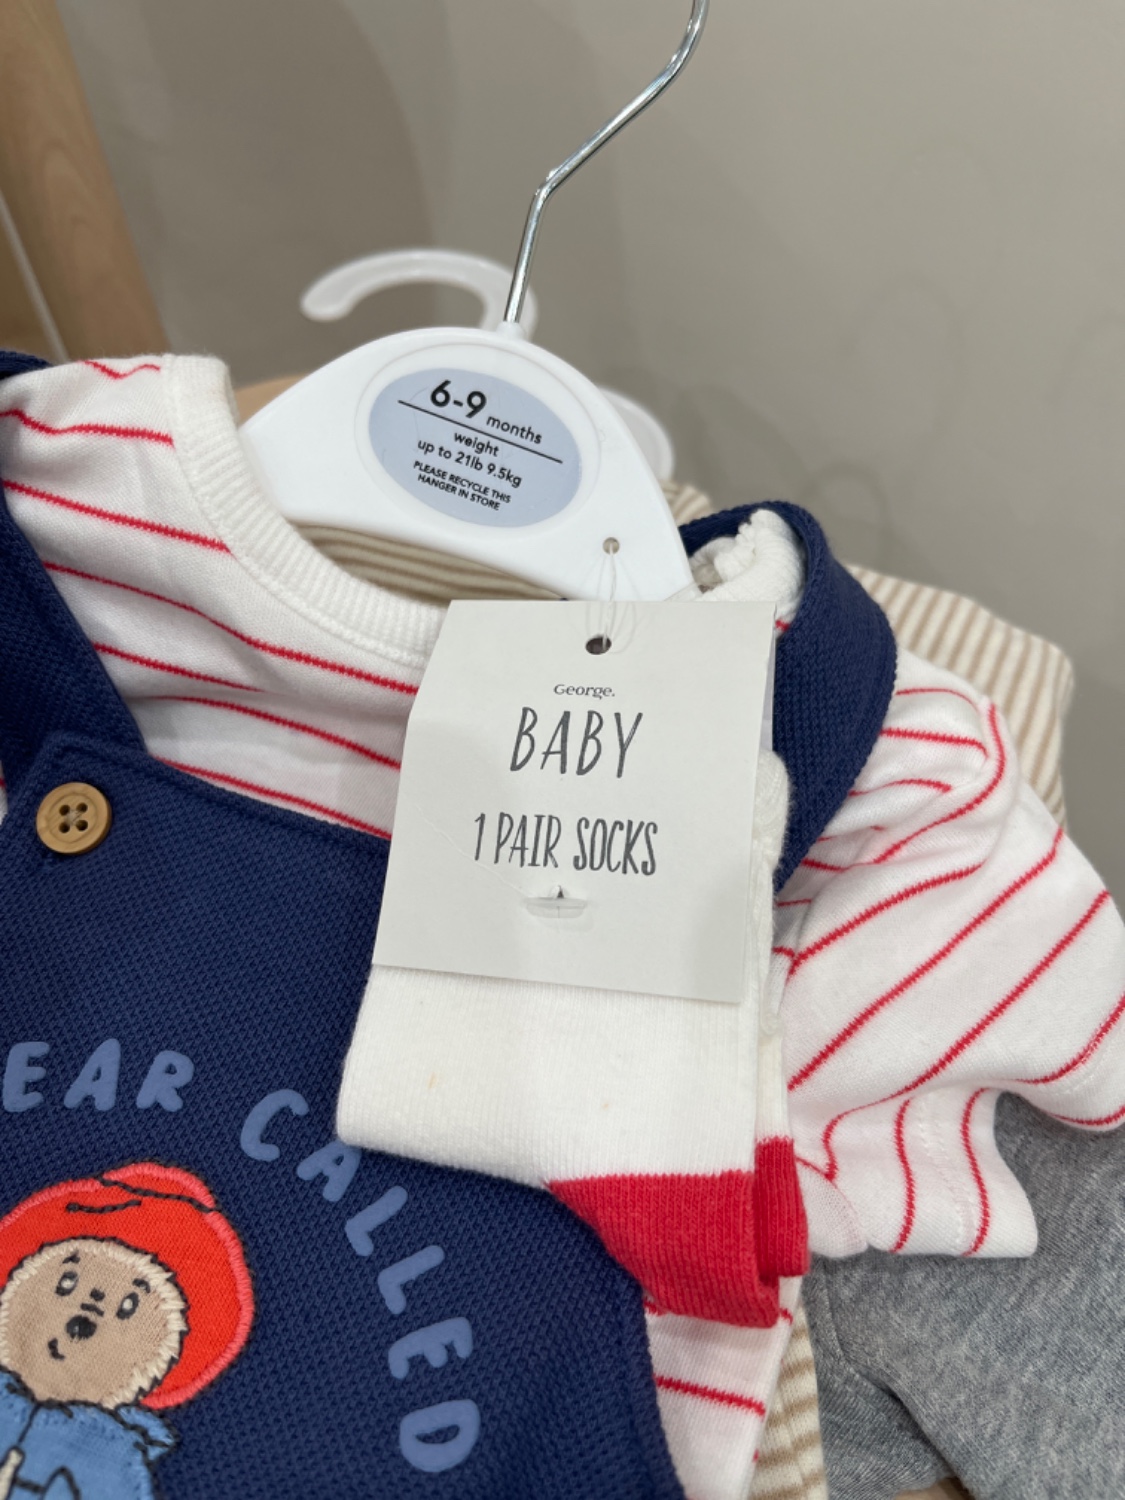 6-9 months
weight
up to 21lb 9.5kg
PLEASE RECYCLE THIS
HANGER IN STORE
George.
BABY
1 PAIR SOCKS
EAR CALLED